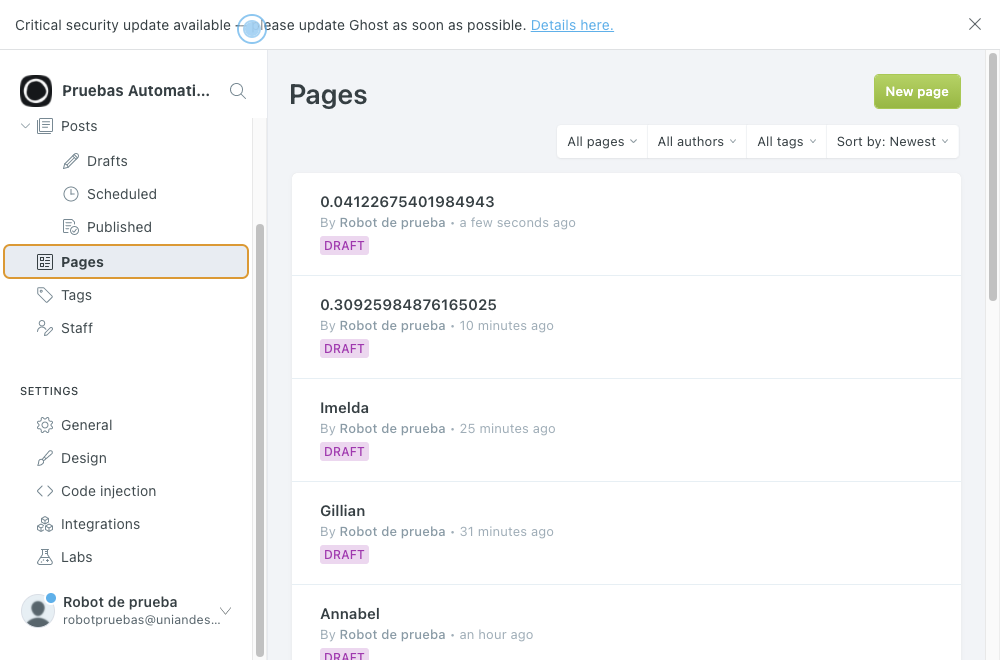 Critical security update available — please update Ghost as soon as possible. Details here.
Pruebas Automati...
Posts
Drafts
Scheduled
Published
Pages
Tags
Staff
SETTINGS
General
Design
Code injection
Integrations
Labs
Robot de prueba
robotpruebas@uniandes...
Pages
New page
All pages
All authors
All tags
Sort by: Newest
0.04122675401984943
By Robot de prueba • a few seconds ago
DRAFT
0.30925984876165025
By Robot de prueba • 10 minutes ago
DRAFT
Imelda
By Robot de prueba • 25 minutes ago
DRAFT
Gillian
By Robot de prueba • 31 minutes ago
DRAFT
Annabel
By Robot de prueba • an hour ago
DRAFT